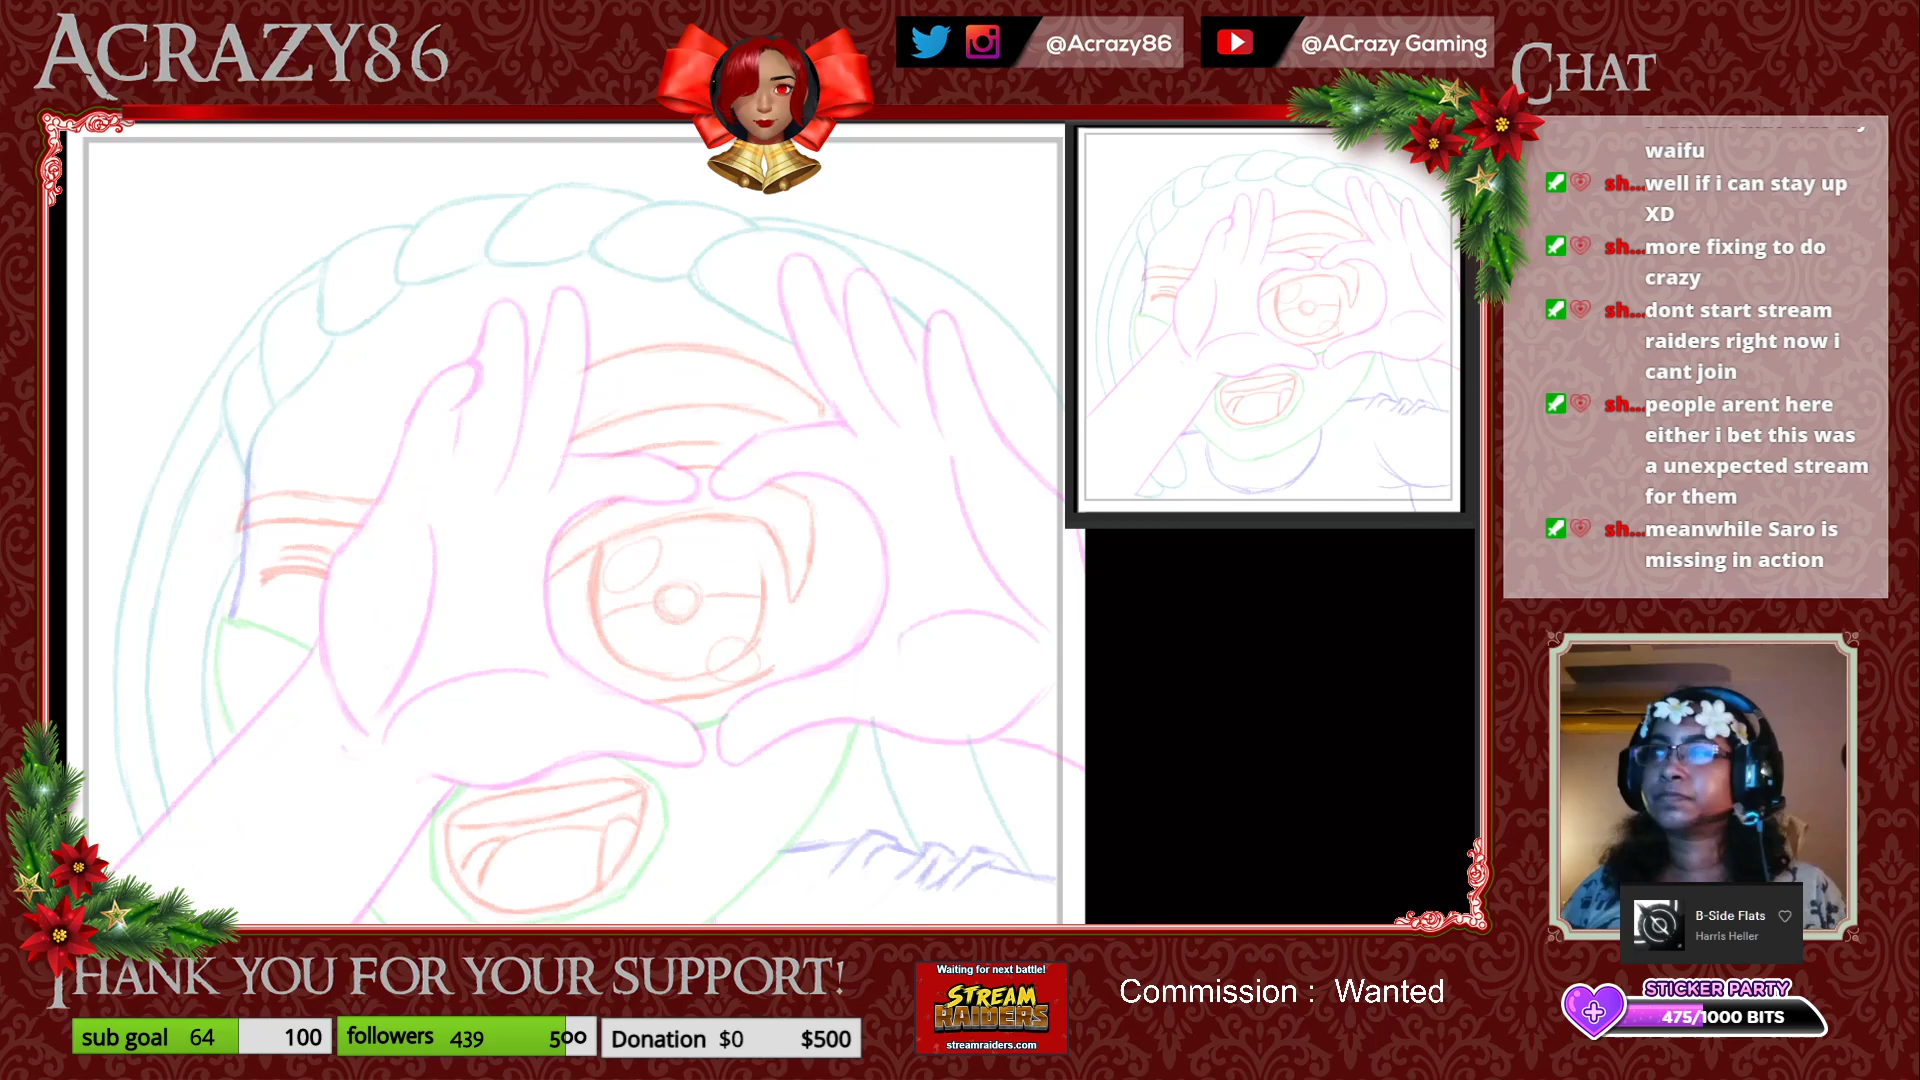 ACRAZY86
@Acrazy86
@ACrazy Gaming
CHAT
waifu
sh...well if i can stay up
XD
sh...more fixing to do
crazy
sh...dont start stream
raiders right now i
cant join
sh...people arent here
either i bet this was
a unexpected stream
for them
sh...meanwhile Saro is
missing in action
B-Side Flats
Harris Heller
THANK YOU FOR YOUR SUPPORT!
sub goal 64 100
followers 439 500
Donation $0 $500
Waiting for next battle!
STREAM
RAIDERS
streamraiders.com
Commission : Wanted
STICKER PARTY
475/1000 BITS